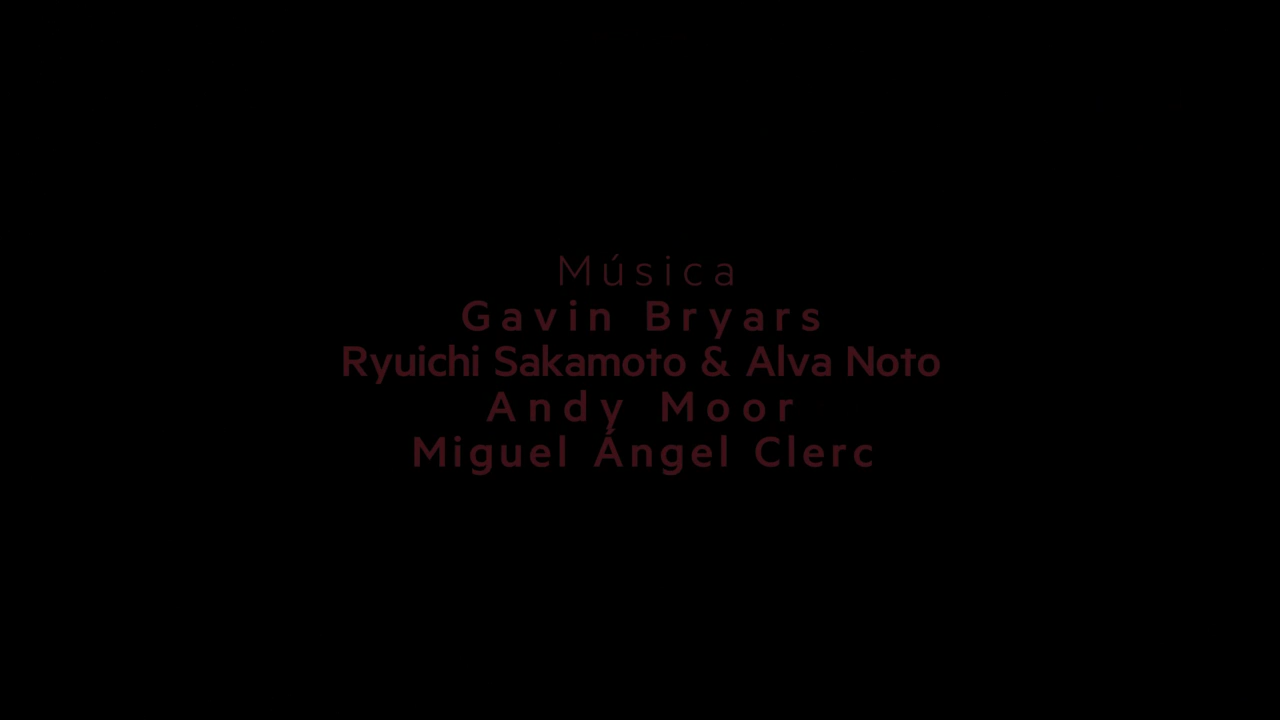 Música
Gavin Bryars
Ryuichi Sakamoto & Alva Noto
Andy Moor
Miguel Ángel Clerc